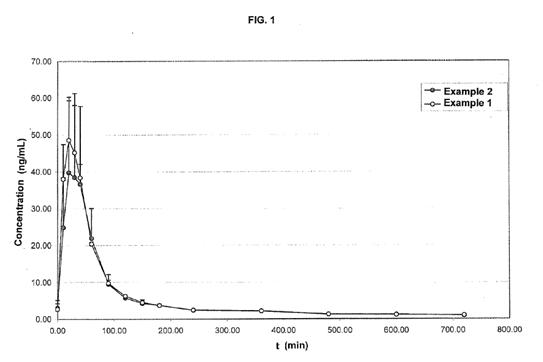 FIG. 1
70.00
60.00
50.00
40.00
30.00
20.00
10.00
0.00
Concentration (ng/mL)
Example 2
Example 1
0.00 100.00 200.00 300.00 400.00 500.00 600.00 700.00 800.00
t (min)